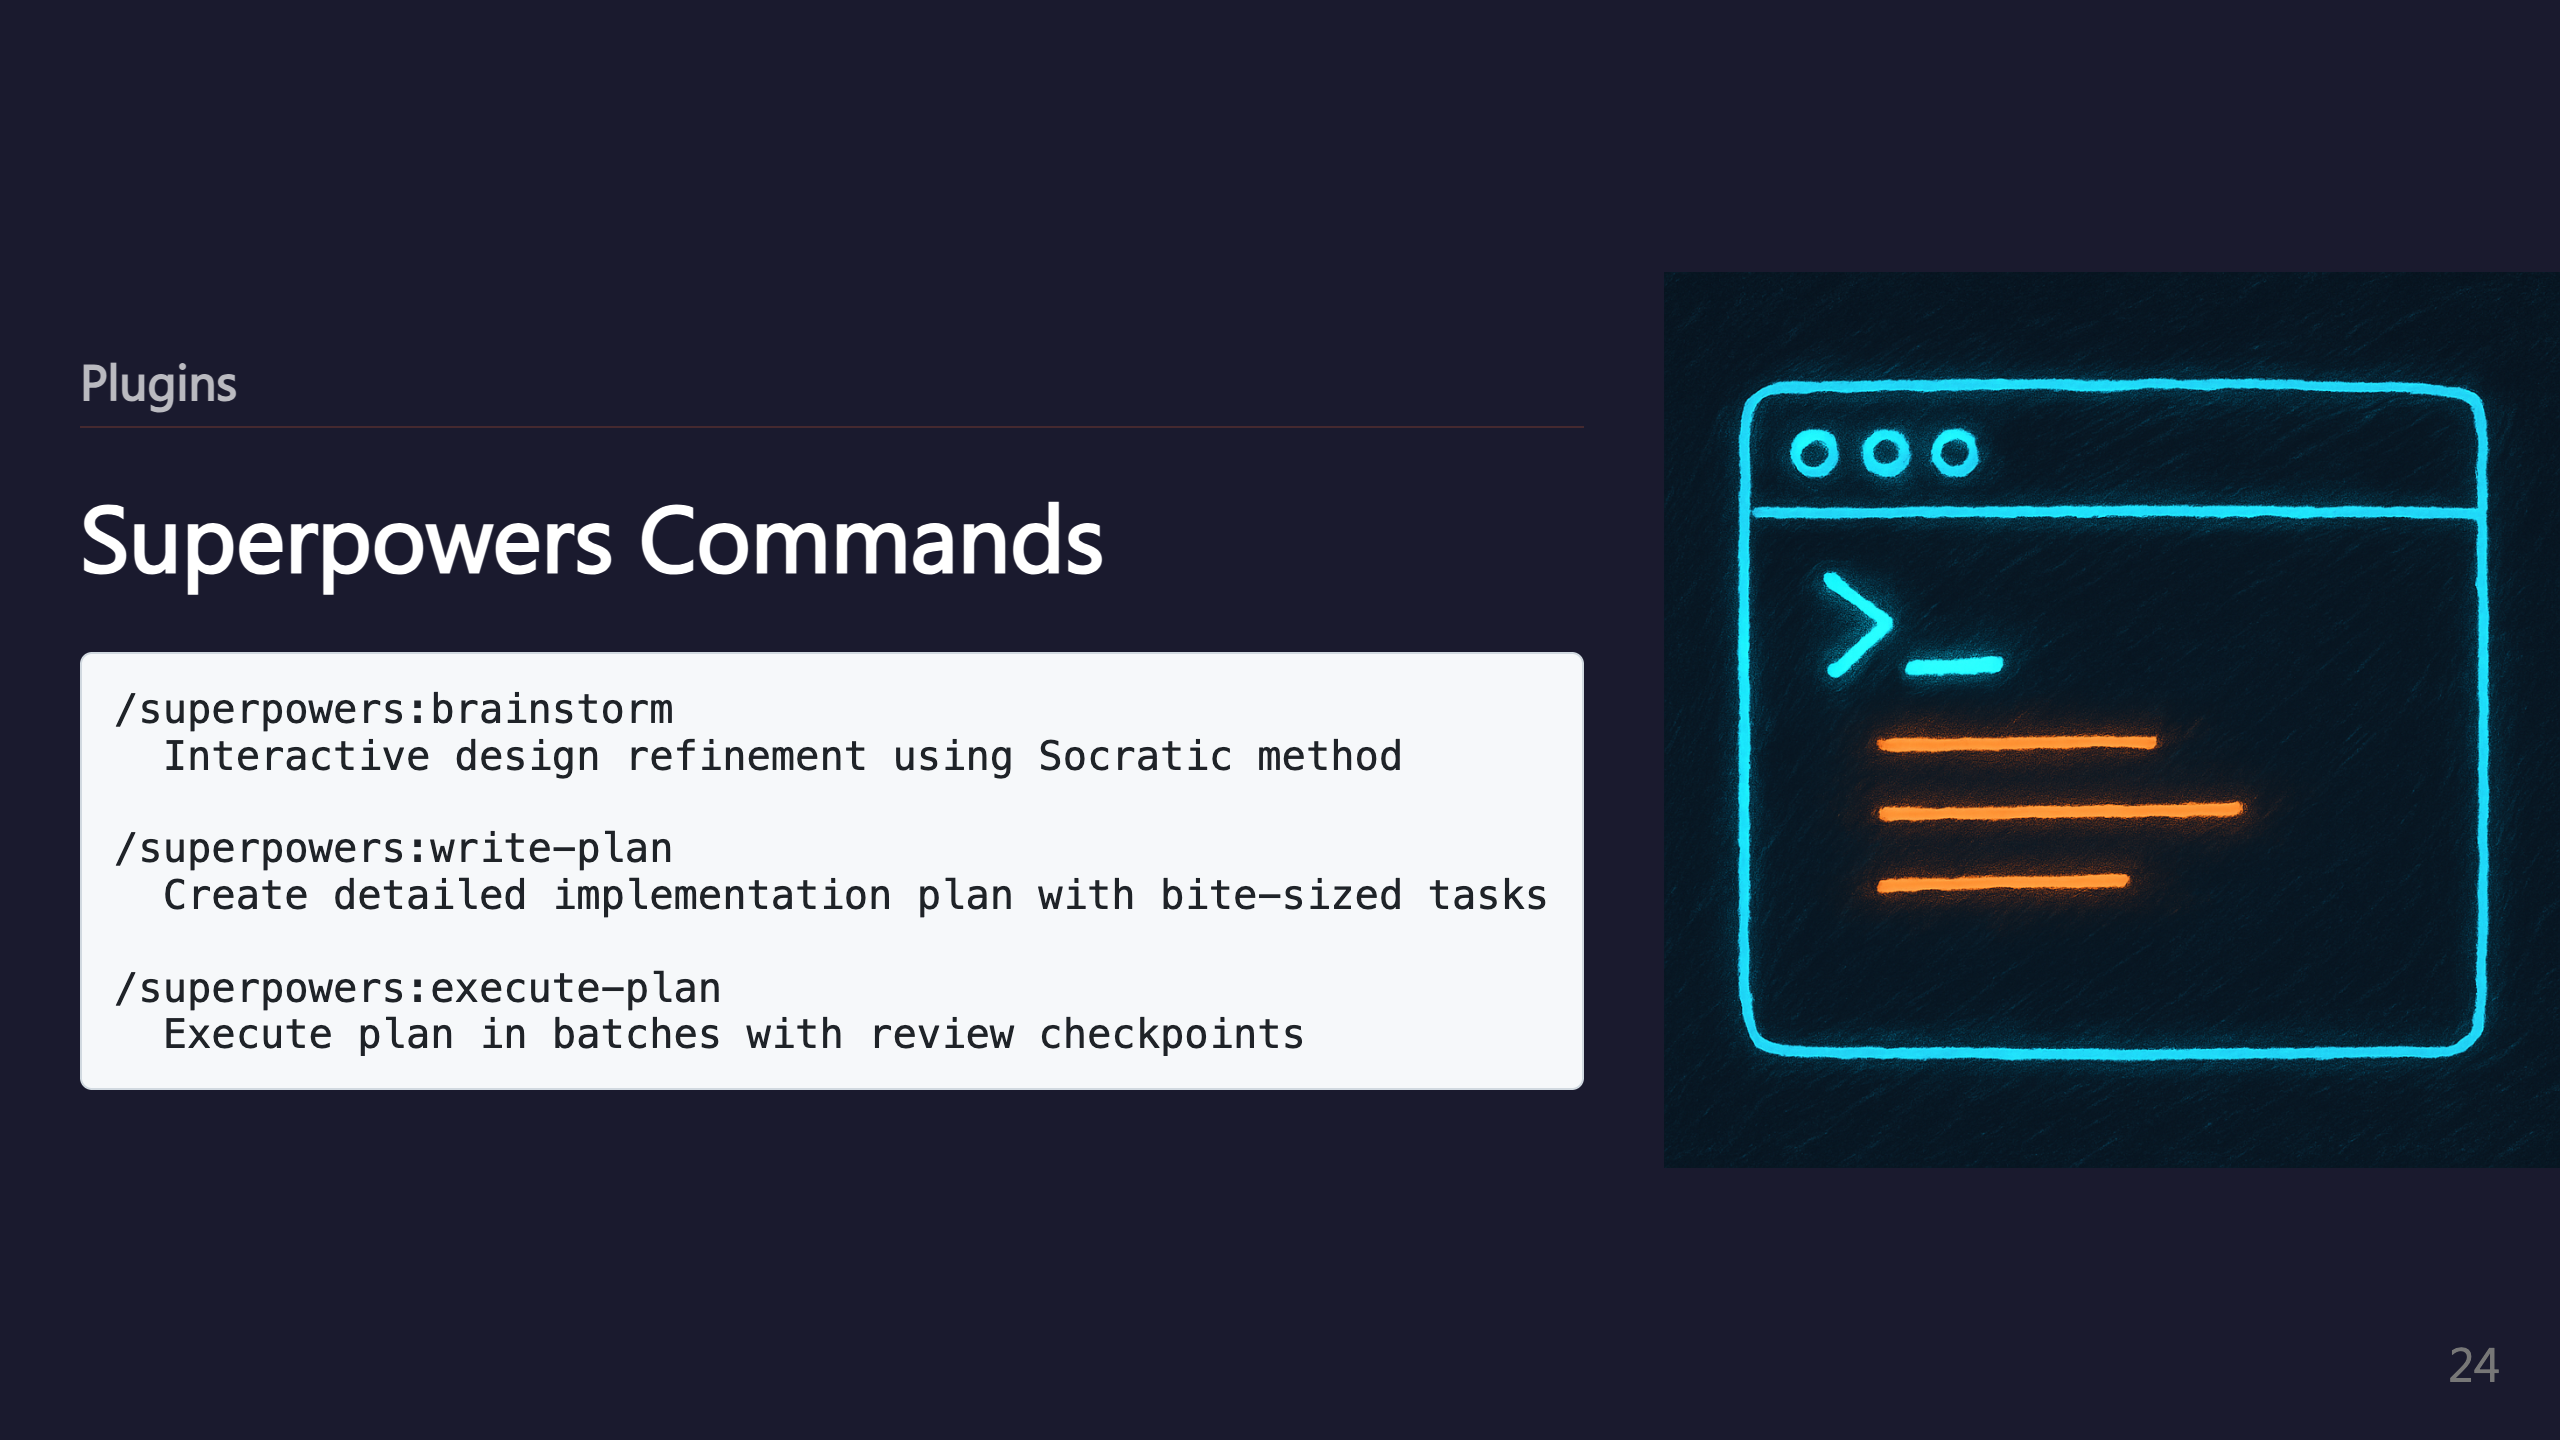 Plugins
Superpowers Commands
/superpowers:brainstorm
  Interactive design refinement using Socratic method
/superpowers:write-plan
  Create detailed implementation plan with bite-sized tasks
/superpowers:execute-plan
  Execute plan in batches with review checkpoints
>_
24